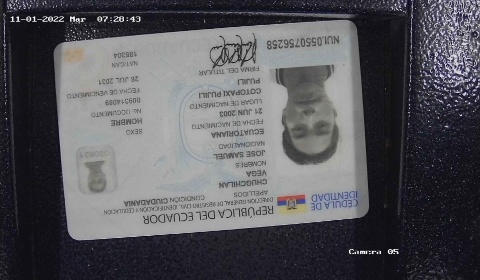 11-01-2022 Mar 07:28:43
CÉDULA DE
IDENTIDAD
REPÚBLICA DEL ECUADOR
DIRECCIÓN GENERAL DE REGISTRO CIVIL, IDENTIFICACIÓN Y CEDULACIÓN
APELLIDOS
CHUGCHILAN
VEGA
NOMBRES
JOSE SAMUEL
NACIONALIDAD
ECUATORIANA
FECHA DE NACIMIENTO
21 JUN 2003
LUGAR DE NACIMIENTO
COTOPAXI PUJILI
PUJILI
FIRMA DEL TITULAR
CONDICIÓN CIUDADANÍA
SEXO
HOMBRE
No. DOCUMENTO
FECHA DE VENCIMIENTO
28 JUL 2031
NAT/CAN
NUI.0550756258
Camera 05